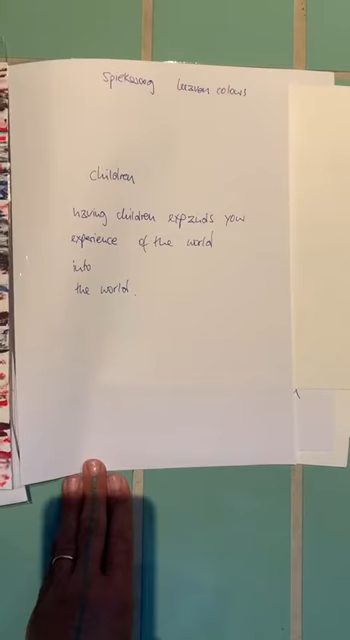 colours
children
having children expands your
experience of the world
into
the world.